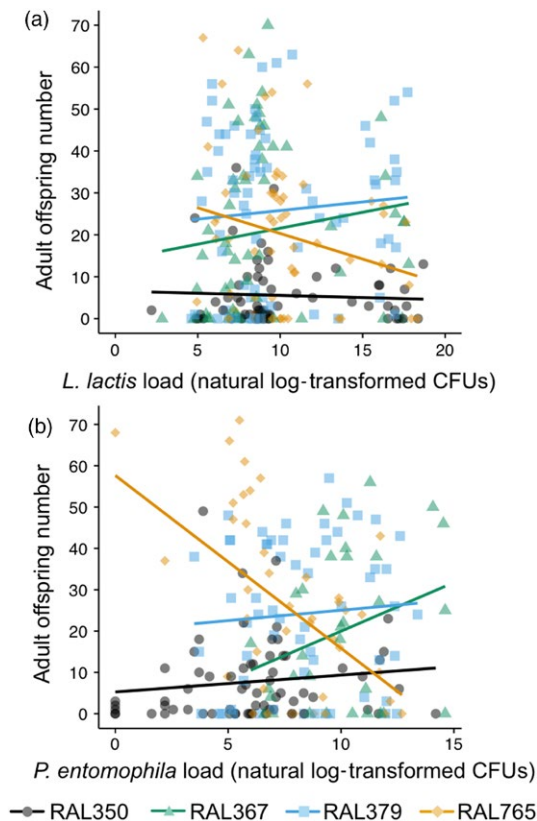 (a)
70
60
50
40
30
20
10
0
Adult offspring number
0 5 10 15 20
L. lactis load (natural log-transformed CFUs)
(b)
70
60
50
40
30
20
10
0
Adult offspring number
0 5 10 15
P. entomophila load (natural log-transformed CFUs)
RAL350 RAL367 RAL379 RAL765